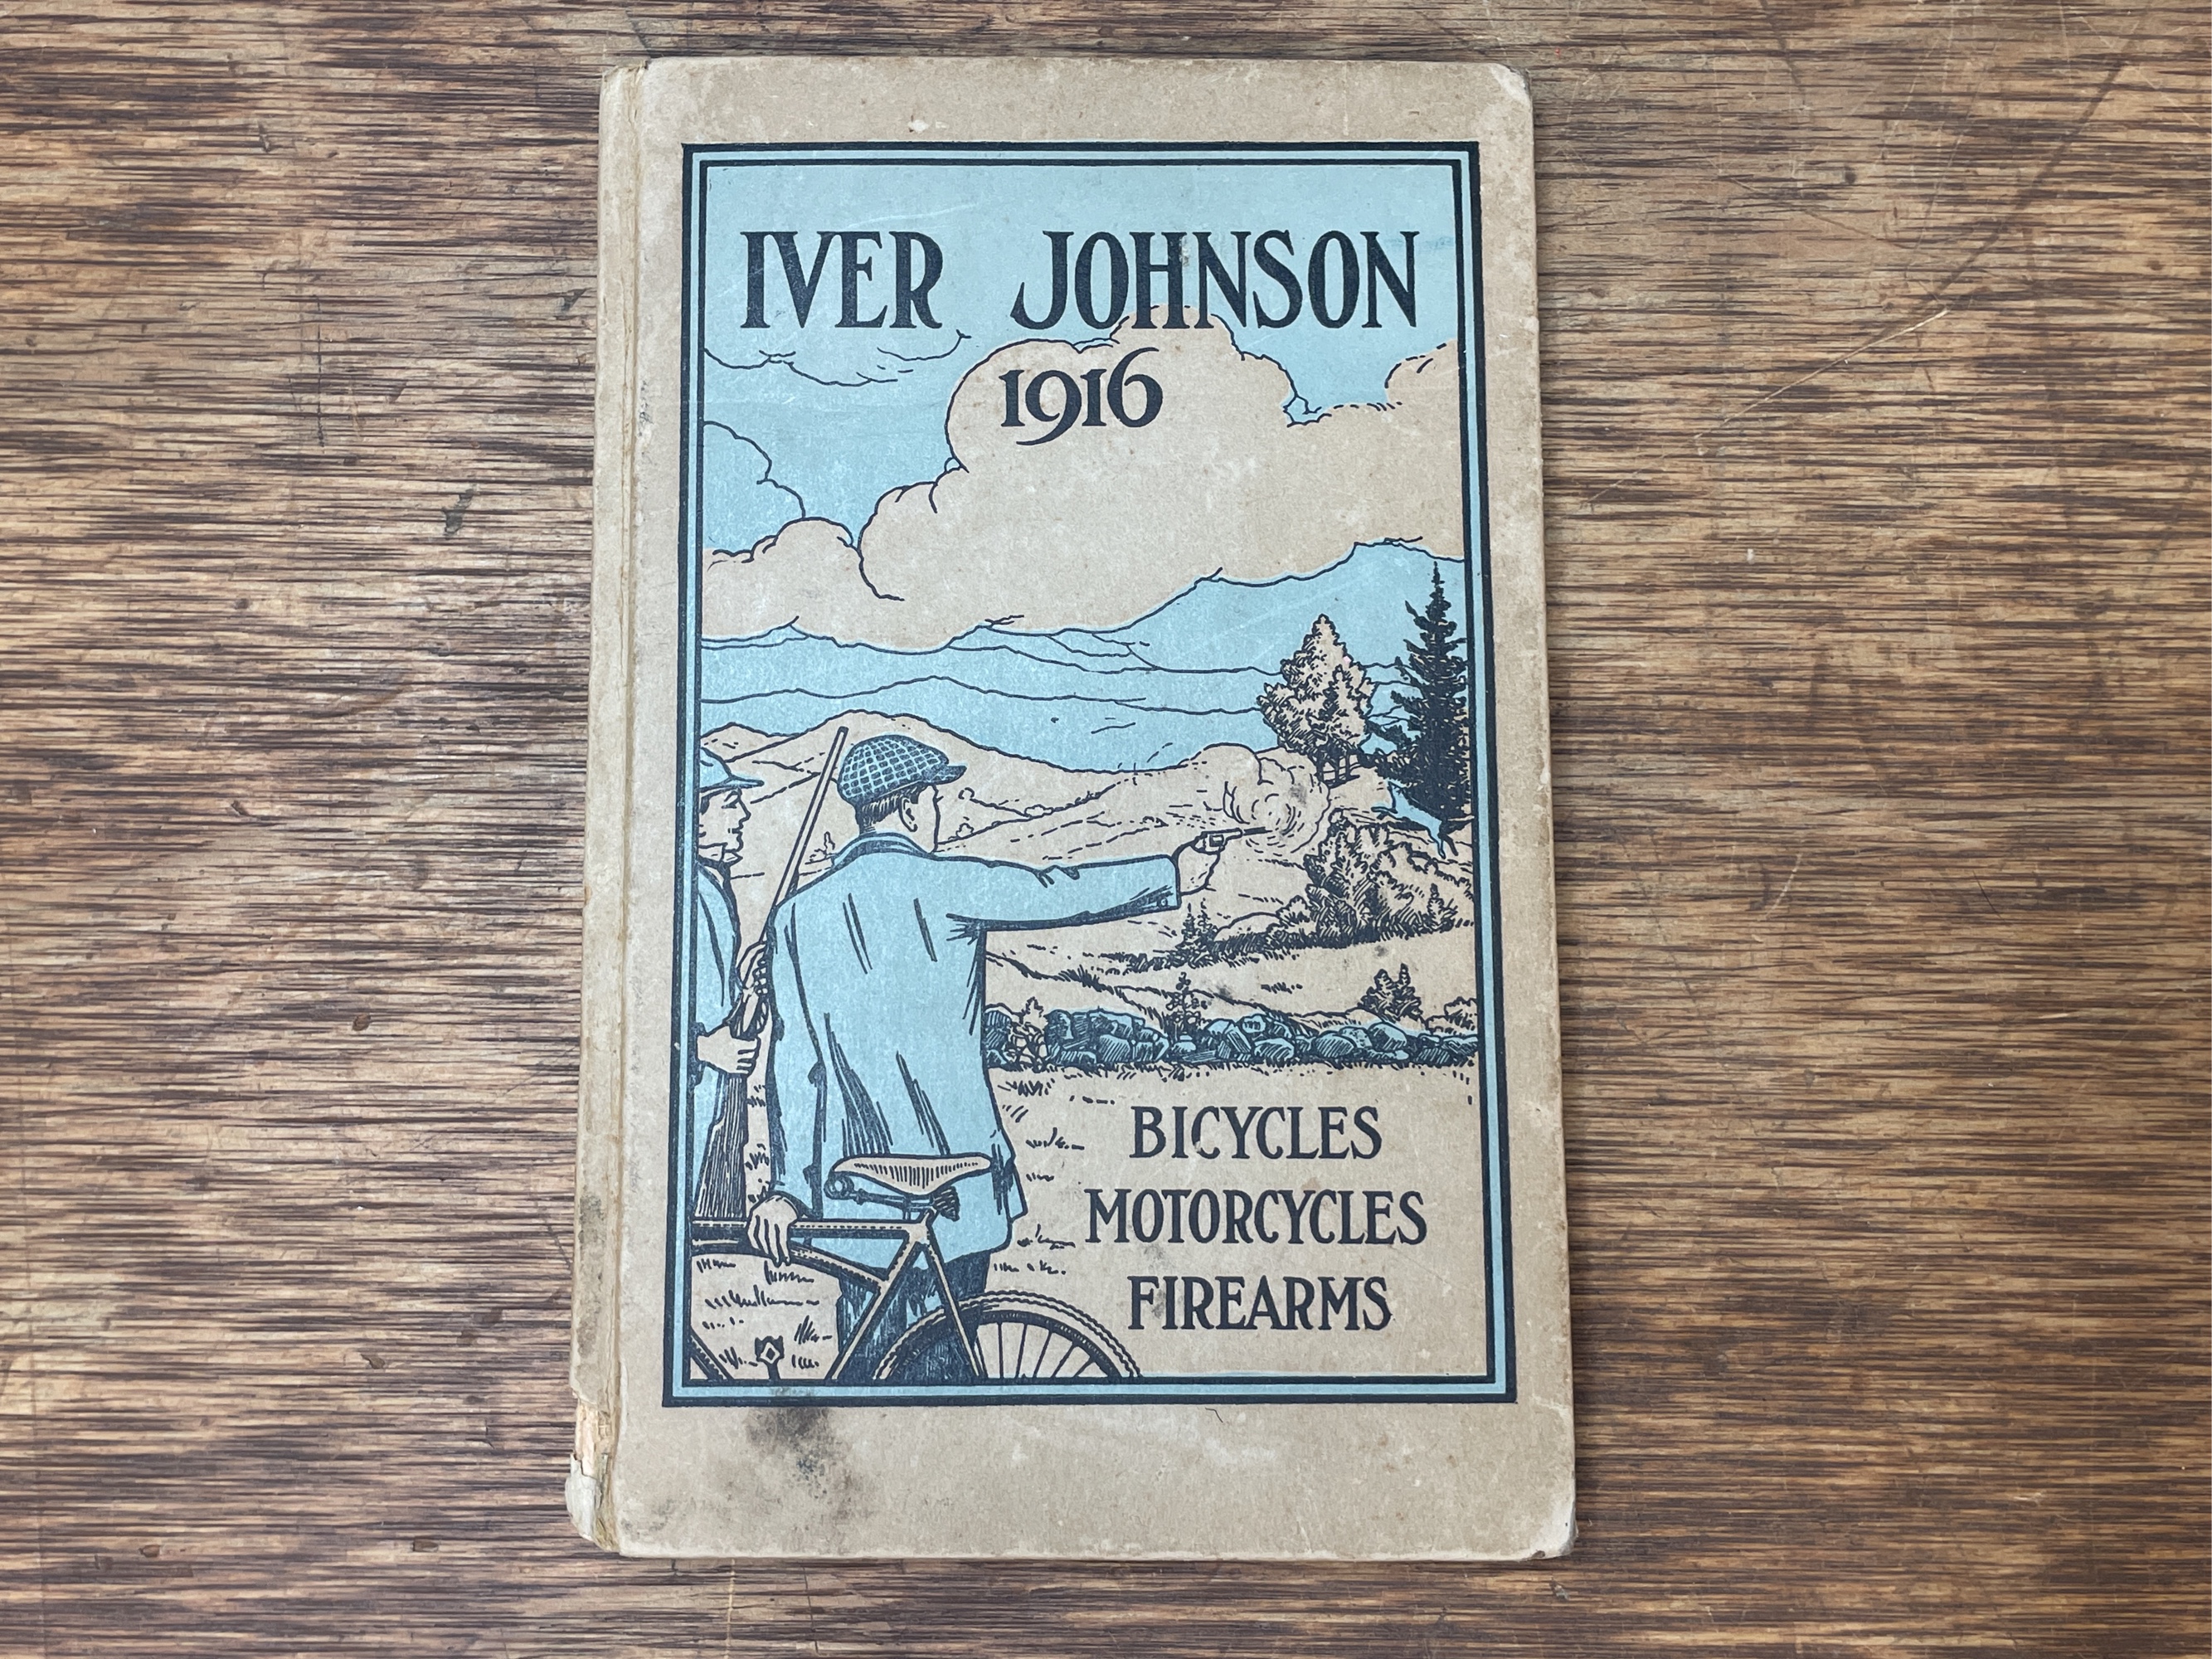 IVER JOHNSON
1916
BICYCLES
MOTORCYCLES
FIREARMS